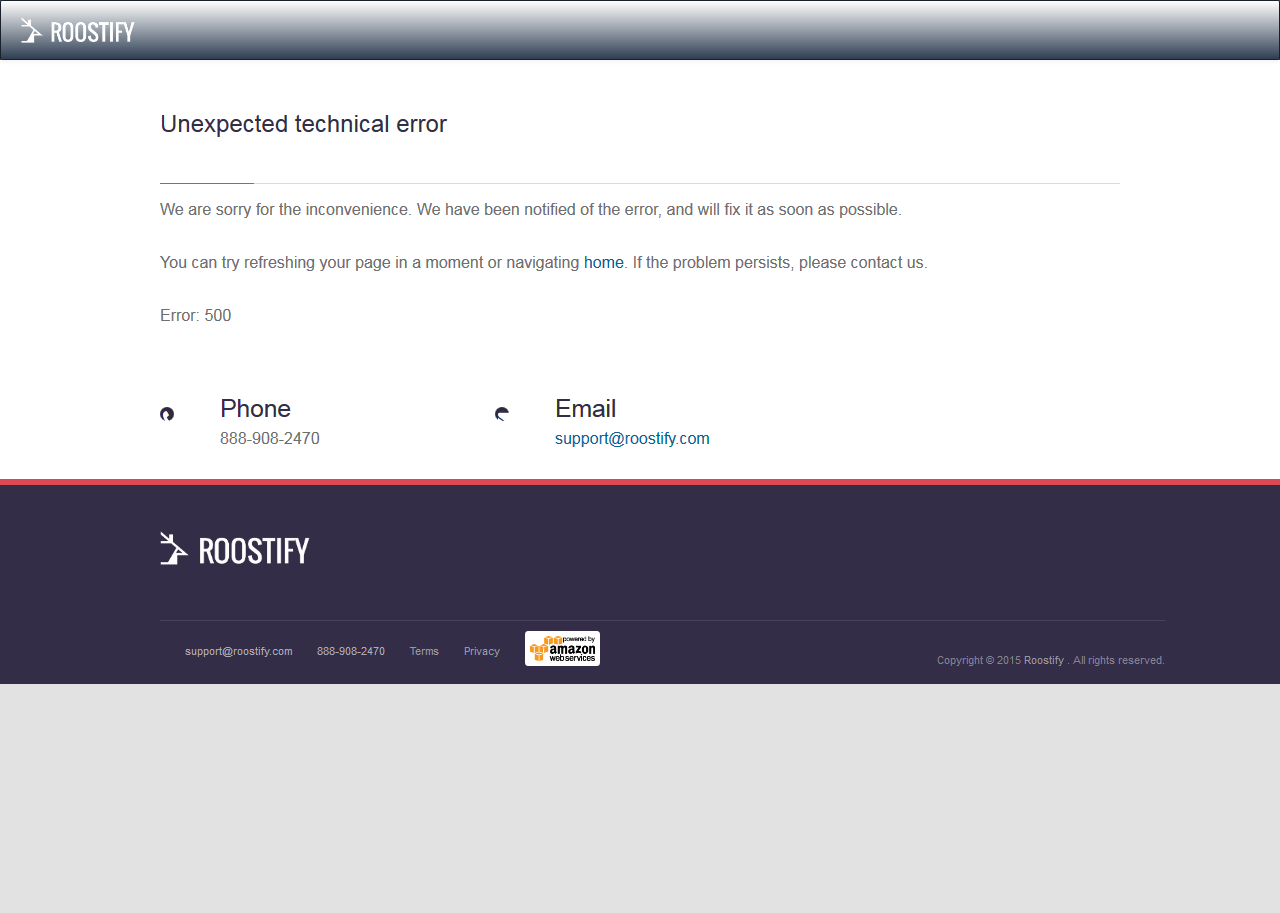 ROOSTIFY
Unexpected technical error
We are sorry for the inconvenience. We have been notified of the error, and will fix it as soon as possible.
You can try refreshing your page in a moment or navigating home. If the problem persists, please contact us.
Error: 500
Phone
888-908-2470
Email
support@roostify.com
ROOSTIFY
support@roostify.com 888-908-2470 Terms Privacy
powered by
amazon
webservices
Copyright © 2015 Roostify . All rights reserved.